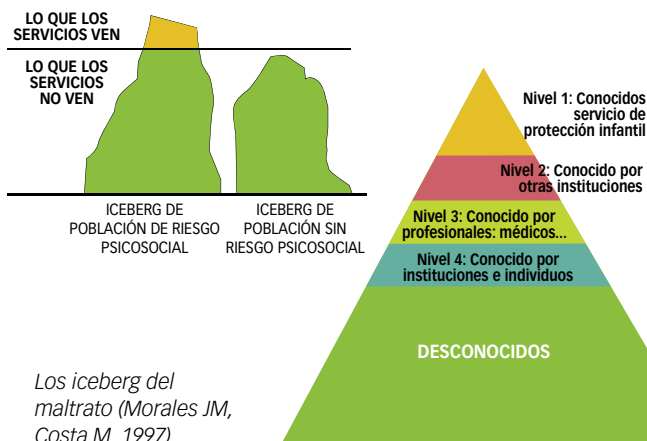 LO QUE LOS
SERVICIOS VEN
LO QUE LOS
SERVICIOS
NO VEN
ICEBERG DE
POBLACIÓN DE RIESGO
PSICOSOCIAL
ICEBERG DE
POBLACIÓN SIN
RIESGO PSICOSOCIAL
Nivel 1: Conocidos
servicio de
protección infantil
Nivel 2: Conocido por
otras instituciones
Nivel 3: Conocido por
profesionales: médicos...
Nivel 4: Conocido por
instituciones e individuos
DESCONOCIDOS
Los iceberg del
maltrato (Morales JM,
Costa M, 1997)